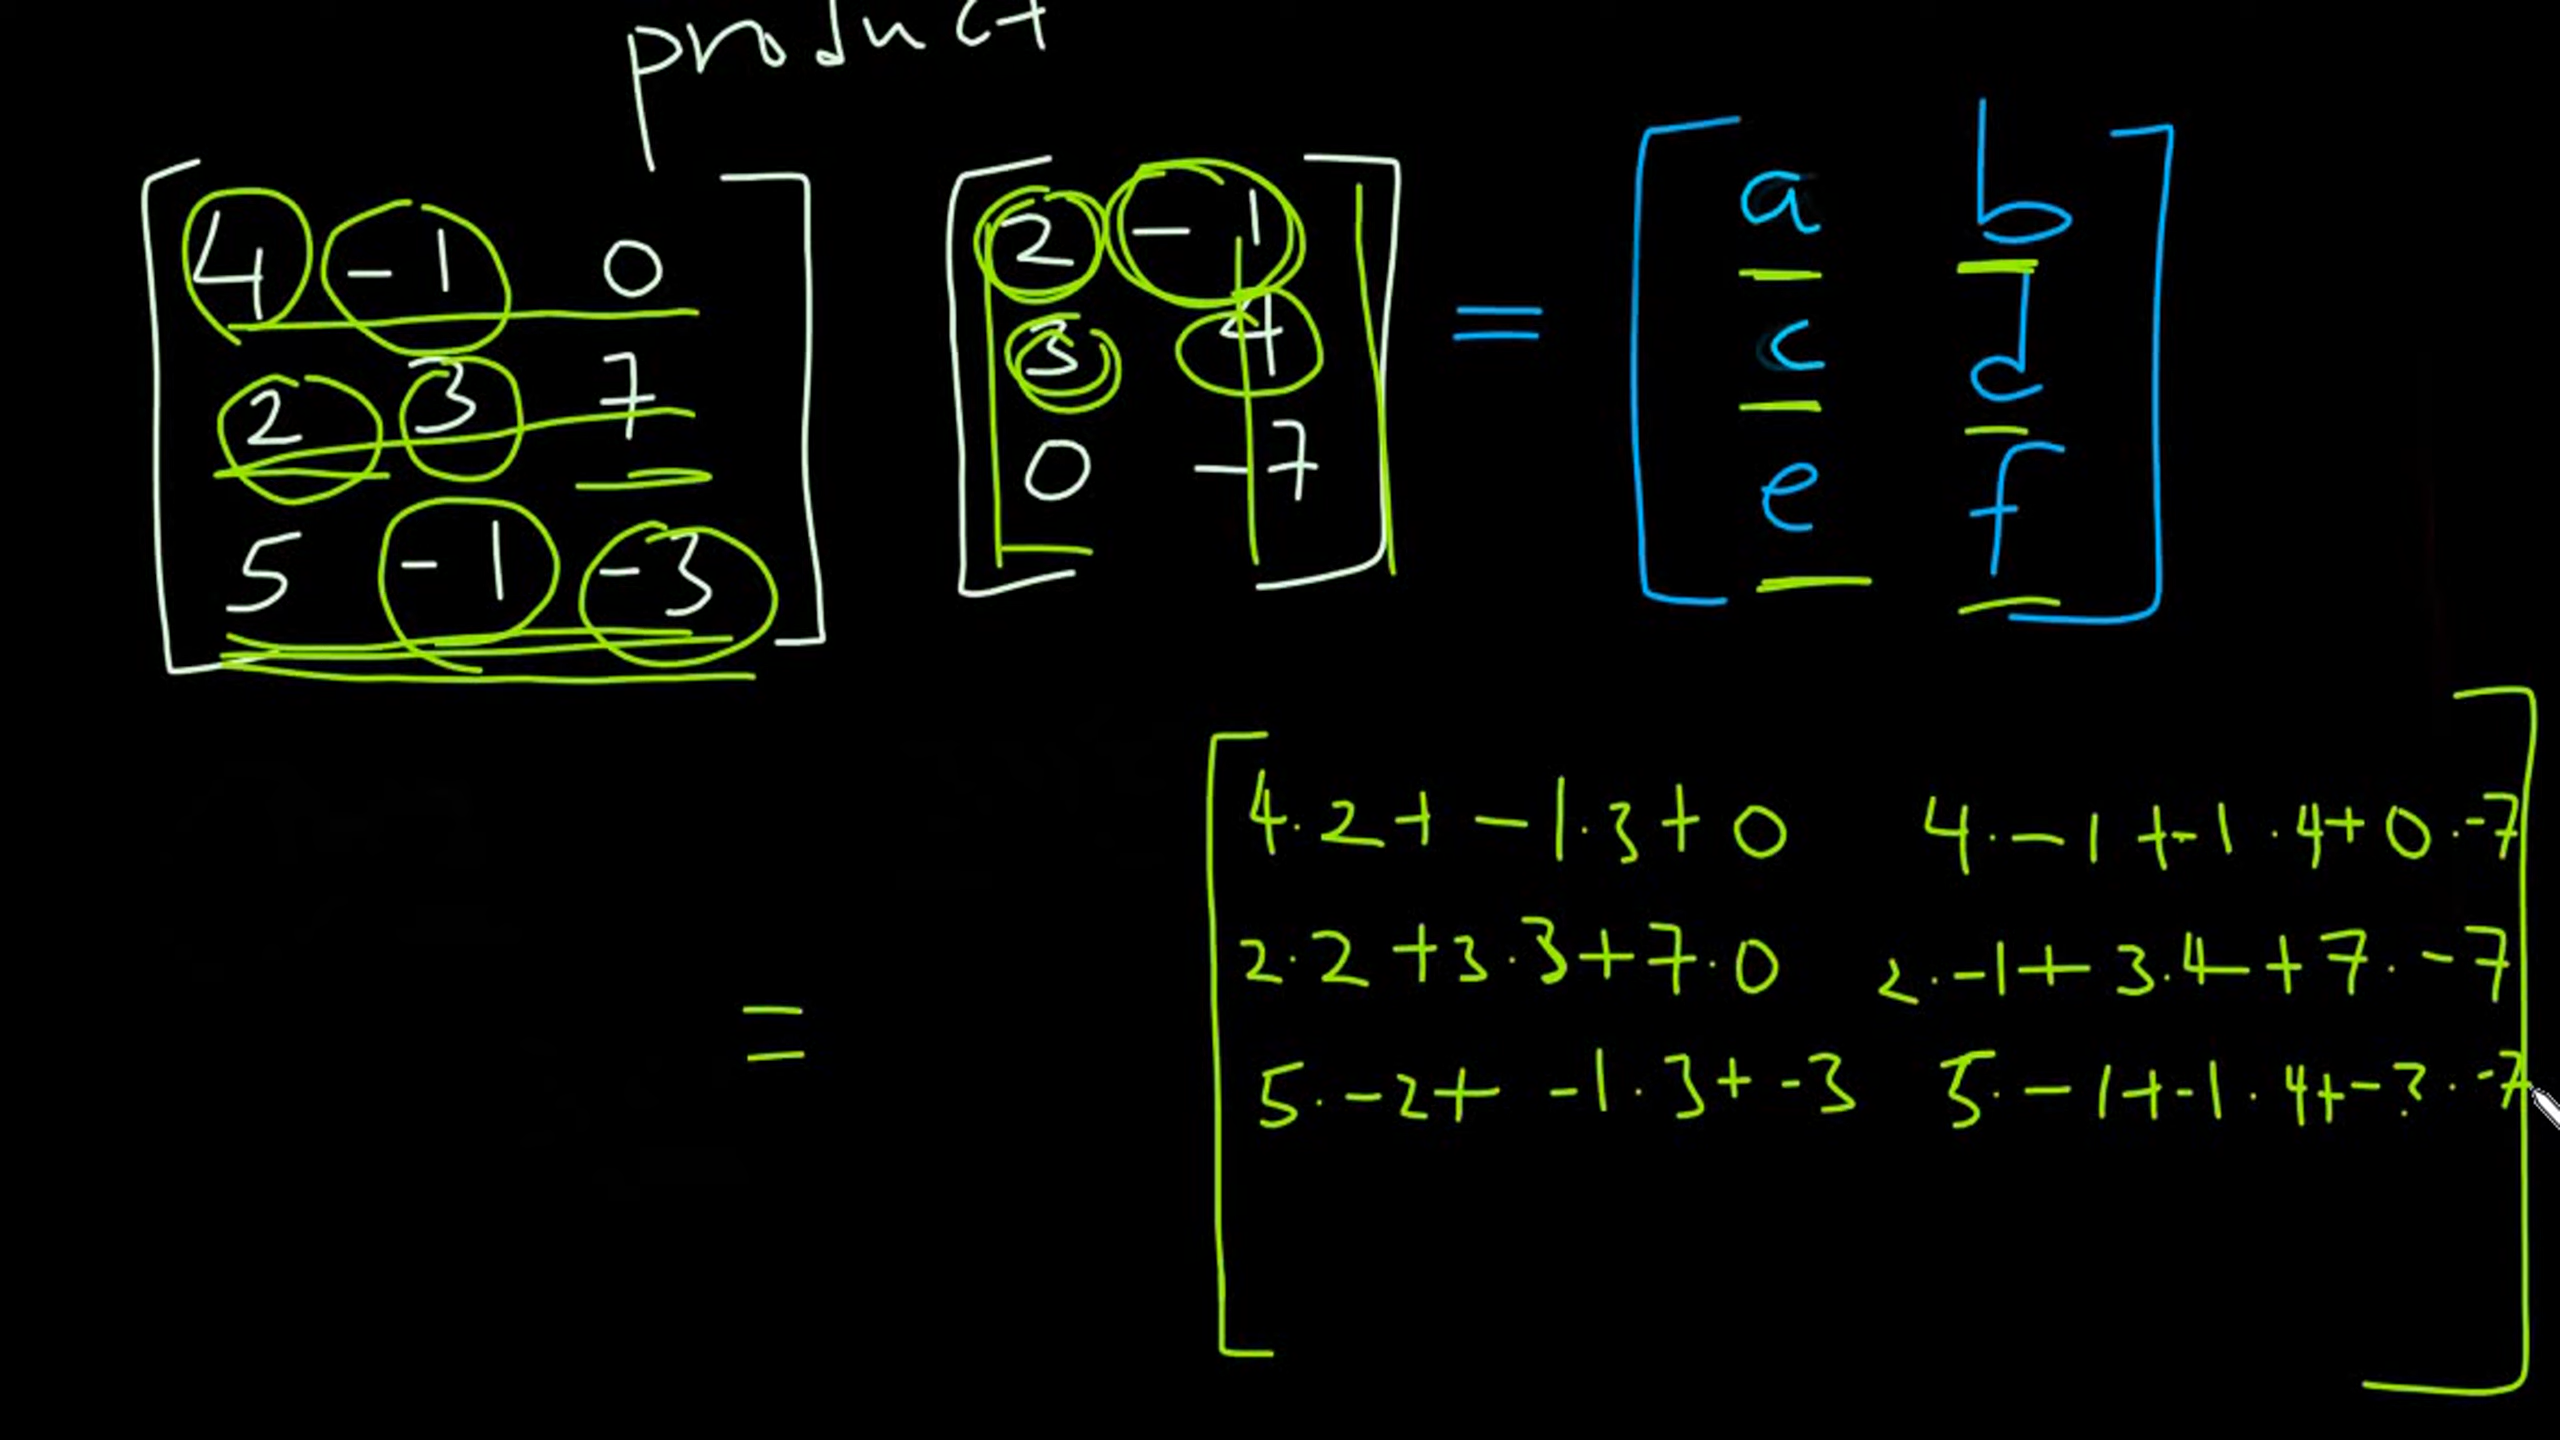 product
4 -1 0 2 -1 = a b
2 3 7 3 4 c d
5 -1 -3 0 -7 e f
4.2+ -1.3+0 4.-1+-1.4+0.-7
2.2+3.3+7.0 2.-1+3.4+7.-7
=
5.-2+ -1.3+-3 5.-1+-1.4+-3.-7